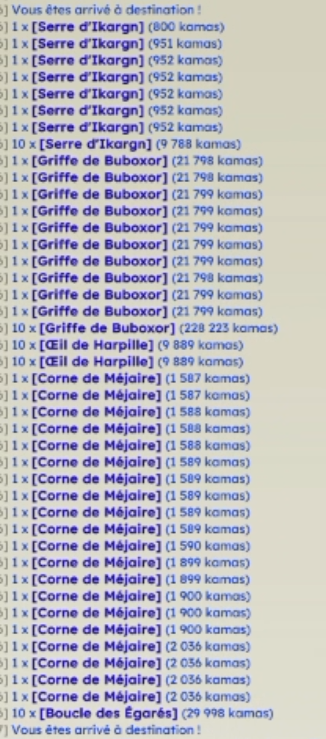 ] Vous êtes arrivé à destination !
] 1 x [Serre d'Ikargn] (800 kamas)
] 1 x [Serre d'Ikargn] (951 kamas)
] 1 x [Serre d'Ikargn] (952 kamas)
] 1 x [Serre d'Ikargn] (952 kamas)
] 1 x [Serre d'Ikargn] (952 kamas)
] 1 x [Serre d'Ikargn] (952 kamas)
] 1 x [Serre d'Ikargn] (952 kamas)
] 10 x [Serre d'Ikargn] (9 788 kamas)
] 1 x [Griffe de Buboxor] (21 798 kamas)
] 1 x [Griffe de Buboxor] (21 798 kamas)
] 1 x [Griffe de Buboxor] (21 799 kamas)
] 1 x [Griffe de Buboxor] (21 799 kamas)
] 1 x [Griffe de Buboxor] (21 799 kamas)
] 1 x [Griffe de Buboxor] (21 799 kamas)
] 1 x [Griffe de Buboxor] (21 799 kamas)
] 1 x [Griffe de Buboxor] (21 798 kamas)
] 1 x [Griffe de Buboxor] (21 799 kamas)
] 1 x [Griffe de Buboxor] (21 799 kamas)
] 10 x [Griffe de Buboxor] (228 223 kamas)
] 10 x [Œil de Harpille] (9 889 kamas)
] 10 x [Œil de Harpille] (9 889 kamas)
] 1 x [Corne de Méjaire] (1 587 kamas)
] 1 x [Corne de Méjaire] (1 587 kamas)
] 1 x [Corne de Méjaire] (1 588 kamas)
] 1 x [Corne de Méjaire] (1 588 kamas)
] 1 x [Corne de Méjaire] (1 588 kamas)
] 1 x [Corne de Méjaire] (1 589 kamas)
] 1 x [Corne de Méjaire] (1 589 kamas)
] 1 x [Corne de Méjaire] (1 589 kamas)
] 1 x [Corne de Méjaire] (1 589 kamas)
] 1 x [Corne de Méjaire] (1 589 kamas)
] 1 x [Corne de Méjaire] (1 590 kamas)
] 1 x [Corne de Méjaire] (1 899 kamas)
] 1 x [Corne de Méjaire] (1 899 kamas)
] 1 x [Corne de Méjaire] (1 900 kamas)
] 1 x [Corne de Méjaire] (1 900 kamas)
] 1 x [Corne de Méjaire] (1 900 kamas)
] 1 x [Corne de Méjaire] (2 036 kamas)
] 1 x [Corne de Méjaire] (2 036 kamas)
] 1 x [Corne de Méjaire] (2 036 kamas)
] 1 x [Corne de Méjaire] (2 036 kamas)
] 10 x [Boucle des Égarés] (29 998 kamas)
] Vous êtes arrivé à destination !